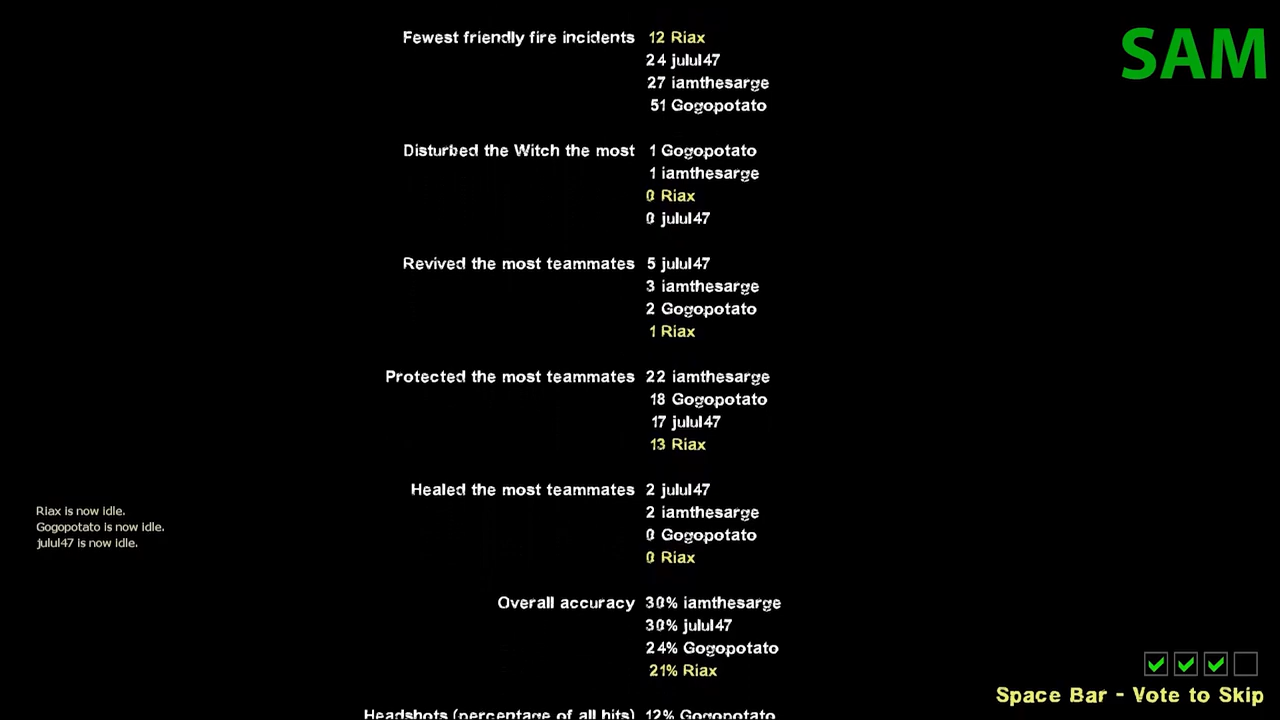 SAM
Fewest friendly fire incidents 12 Riax
24 julul47
27 iamthesarge
51 Gogopotato
Disturbed the Witch the most 1 Gogopotato
1 iamthesarge
0 Riax
0 julul47
Revived the most teammates 5 julul47
3 iamthesarge
2 Gogopotato
1 Riax
Protected the most teammates 22 iamthesarge
18 Gogopotato
17 julul47
13 Riax
Healed the most teammates 2 julul47
2 iamthesarge
0 Gogopotato
0 Riax
Riax is now idle.
Gogopotato is now idle.
julul47 is now idle.
Overall accuracy 30% iamthesarge
30% julul47
24% Gogopotato
21% Riax
Space Bar - Vote to Skip
Headshots (percentage of all hits) 12% Gogopotato